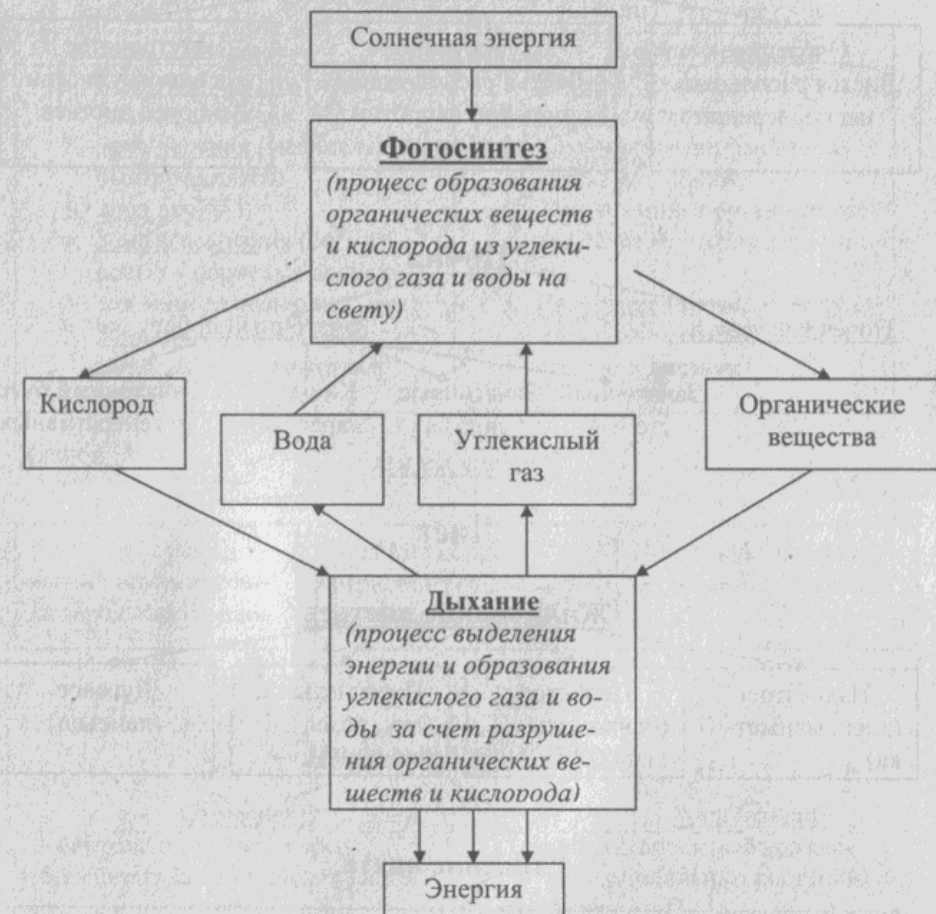 Солнечная энергия
Фотосинтез
(процесс образования
органических веществ
и кислорода из углеки-
слого газа и воды на
свету)
Кислород
Вода
Углекислый
газ
Органические
вещества
Дыхание
(процесс выделения
энергии и образования
углекислого газа и во-
ды за счет разруше-
ния органических ве-
ществ и кислорода)
Энергия